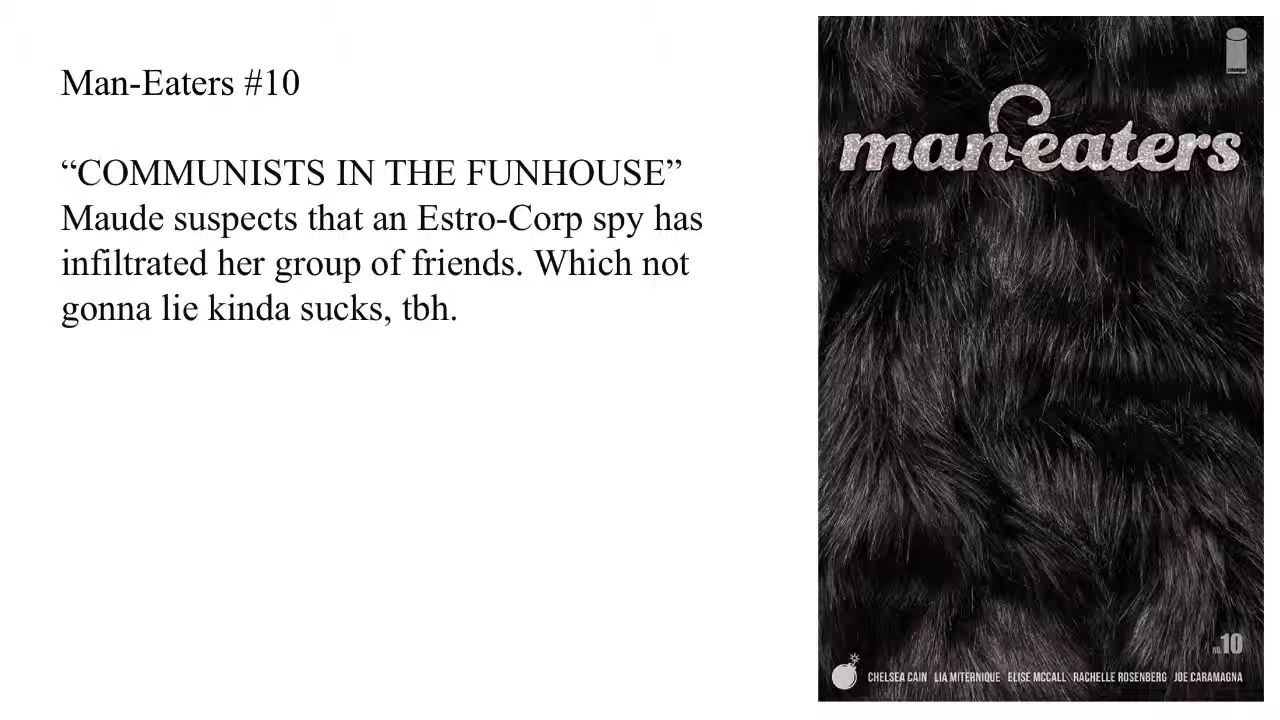 Man-Eaters #10
“COMMUNISTS IN THE FUNHOUSE”
Maude suspects that an Estro-Corp spy has
infiltrated her group of friends. Which not
gonna lie kinda sucks, tbh.
image
man-eaters
NO.10
CHELSEA CAIN LIA MITERNIQUE ELISE MCCALL RACHELLE ROSENBERG JOE CARAMAGNA